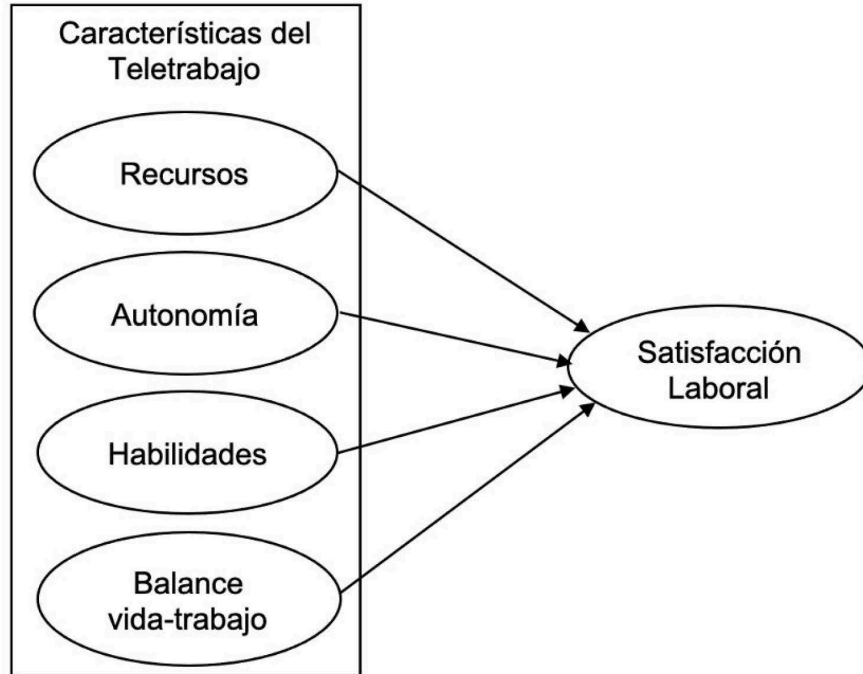 Características del
Teletrabajo
Recursos
Autonomía
Habilidades
Balance
vida-trabajo
Satisfacción
Laboral